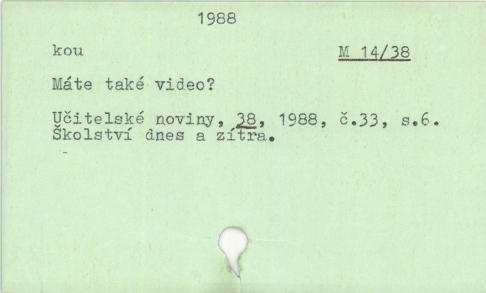 1988
kou M 14/38
Máte také video?
Učitelské noviny, 38, 1988, č.33, s.6.
Školství dnes a zítra.
-